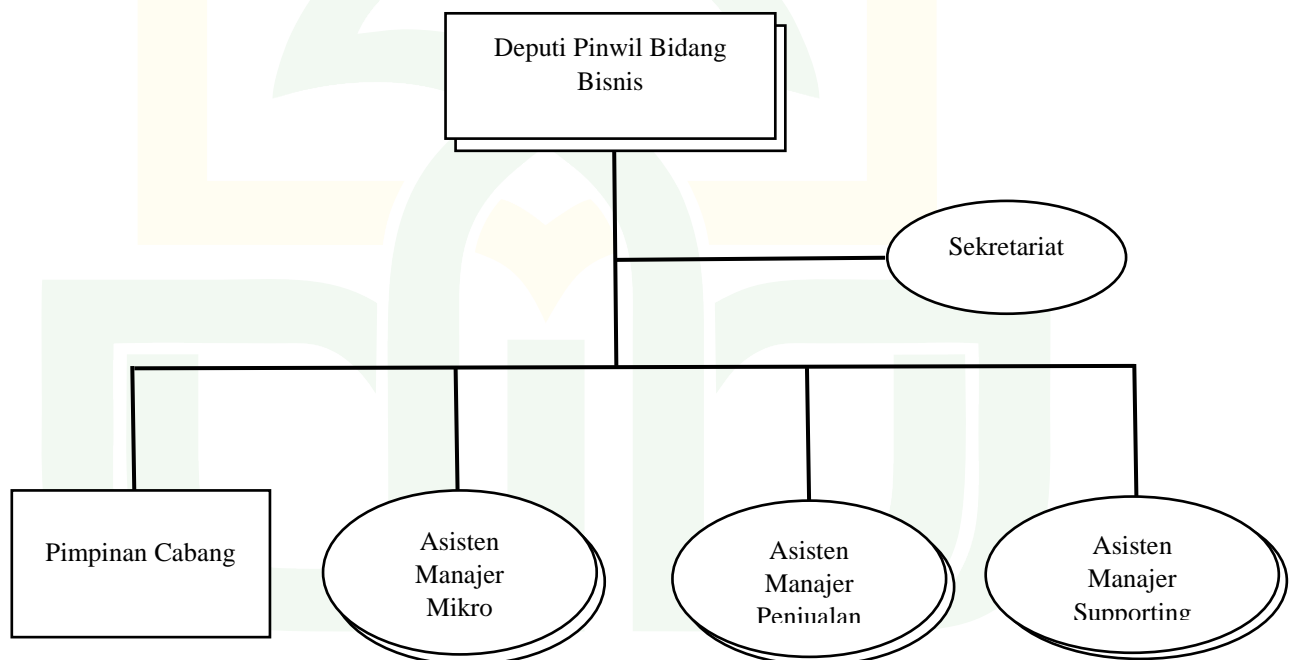 Deputi Pinwil Bidang
Bisnis
Sekretariat
Pimpinan Cabang
Asisten
Manajer
Mikro
Asisten
Manajer
Penjualan
Asisten
Manajer
Supporting